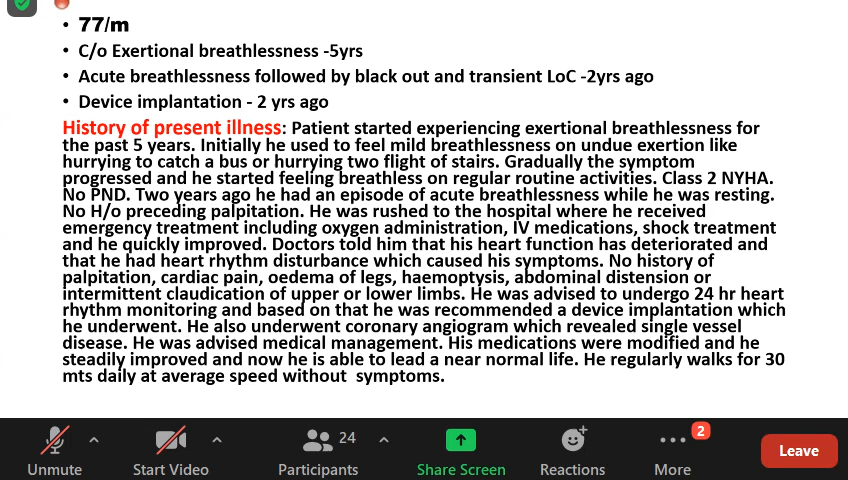 • 77/m
• C/o Exertional breathlessness -5yrs
• Acute breathlessness followed by black out and transient LoC -2yrs ago
• Device implantation - 2 yrs ago
History of present illness: Patient started experiencing exertional breathlessness for
the past 5 years. Initially he used to feel mild breathlessness on undue exertion like
hurrying to catch a bus or hurrying two flight of stairs. Gradually the symptom
progressed and he started feeling breathless on regular routine activities. Class 2 NYHA.
No PND. Two years ago he had an episode of acute breathlessness while he was resting.
No H/o preceding palpitation. He was rushed to the hospital where he received
emergency treatment including oxygen administration, IV medications, shock treatment
and he quickly improved. Doctors told him that his heart function has deteriorated and
that he had heart rhythm disturbance which caused his symptoms. No history of
palpitation, cardiac pain, oedema of legs, haemoptysis, abdominal distension or
intermittent claudication of upper or lower limbs. He was advised to undergo 24 hr heart
rhythm monitoring and based on that he was recommended a device implantation which
he underwent. He also underwent coronary angiogram which revealed single vessel
disease. He was advised medical management. His medications were modified and he
steadily improved and now he is able to lead a near normal life. He regularly walks for 30
mts daily at average speed without symptoms.
24
2
Unmute
Start Video
Participants
Share Screen
Reactions
More
Leave